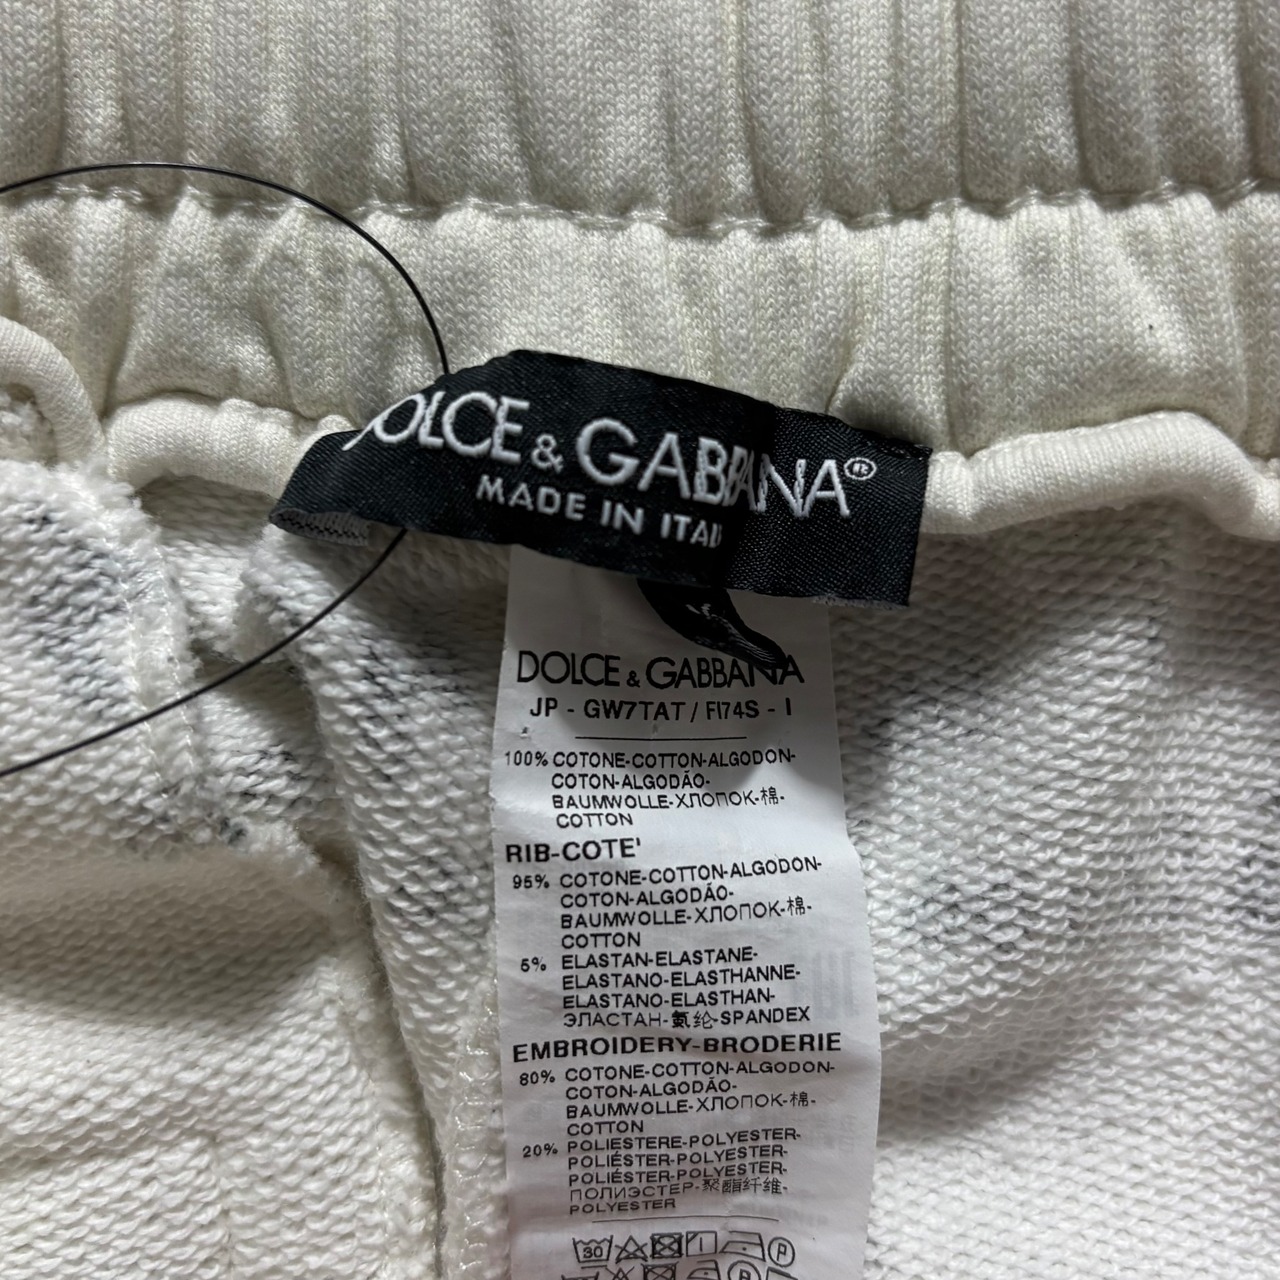 DOLCE & GABBANA®
MADE IN ITALY
DOLCE & GABBANA
JP - GW7TAT / FI74S - I
100% COTONE-COTTON-ALGODON-
COTON-ALGODÃO-
BAUMWOLLE-ХЛОПОК-棉-
COTTON
RIB-COTE'
95% COTONE-COTTON-ALGODON-
COTON-ALGODÃO-
BAUMWOLLE-ХЛОПОК-棉-
COTTON
5% ELASTAN-ELASTANE-
ELASTANO-ELASTHANNE-
ELASTANO-ELASTHAN-
ЭЛАСТАН-氨纶-SPANDEX
EMBROIDERY-BRODERIE
80% COTONE-COTTON-ALGODON-
COTON-ALGODÃO-
BAUMWOLLE-ХЛОПОК-棉-
COTTON
20% POLIESTERE-POLYESTER-
POLIÉSTER-POLYESTER-
POLIÉSTER-POLYESTER-
ПОЛИЭСТЕР-聚酯纤维-
POLYESTER
30 P